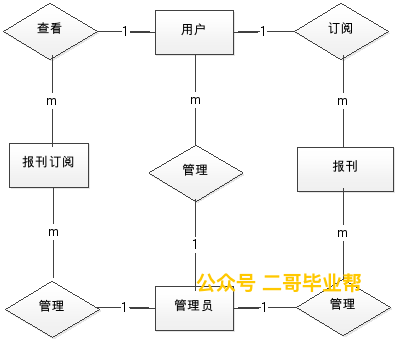 查看 1 用户 1 订阅
m m m
报刊订阅 管理 报刊
m 1 m
公众号 二哥毕业帮
管理 1 管理员 1 管理